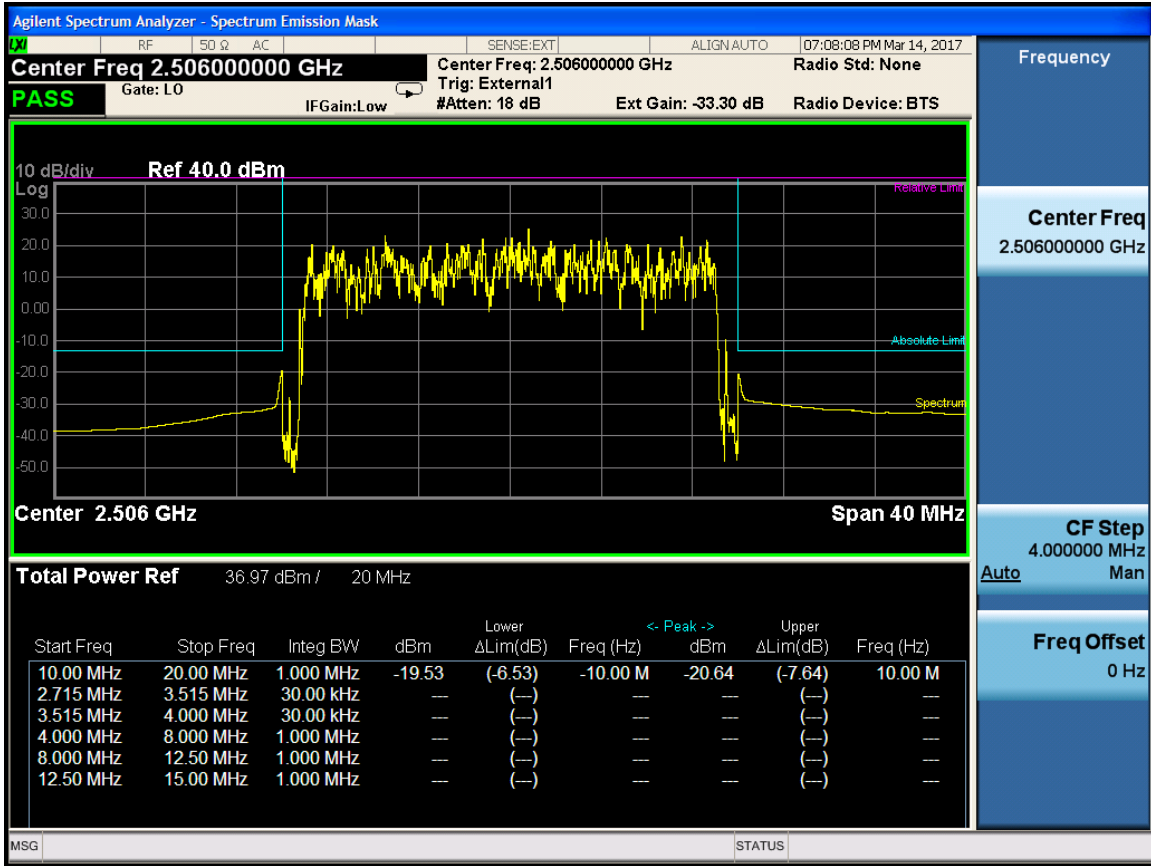 Agilent Spectrum Analyzer - Spectrum Emission Mask
LXI RF 50 Ω AC SENSE:EXT ALIGN AUTO 07:08:08 PM Mar 14, 2017
Center Freq 2.506000000 GHz
Center Freq: 2.506000000 GHz
Radio Std: None
PASS
Gate: LO
IFGain:Low
Trig: External1
#Atten: 18 dB
Ext Gain: -33.30 dB
Radio Device: BTS
10 dB/div Ref 40.0 dBm
Log
Relative Limit
30.0
20.0
10.0
0.00
-10.0
Absolute Limit
-20.0
-30.0
Spectrum
-40.0
-50.0
Center 2.506 GHz
Span 40 MHz
Total Power Ref 36.97 dBm / 20 MHz
Lower <- Peak -> Upper
Start Freq Stop Freq Integ BW dBm ΔLim(dB) Freq (Hz) dBm ΔLim(dB) Freq (Hz)
10.00 MHz 20.00 MHz 1.000 MHz -19.53 (-6.53) -10.00 M -20.64 (-7.64) 10.00 M
2.715 MHz 3.515 MHz 30.00 kHz --- (---) --- --- (---) ---
3.515 MHz 4.000 MHz 30.00 kHz --- (---) --- --- (---) ---
4.000 MHz 8.000 MHz 1.000 MHz --- (---) --- --- (---) ---
8.000 MHz 12.50 MHz 1.000 MHz --- (---) --- --- (---) ---
12.50 MHz 15.00 MHz 1.000 MHz --- (---) --- --- (---) ---
MSG
STATUS
Frequency
Center Freq
2.506000000 GHz
CF Step
4.000000 MHz
Auto Man
Freq Offset
0 Hz